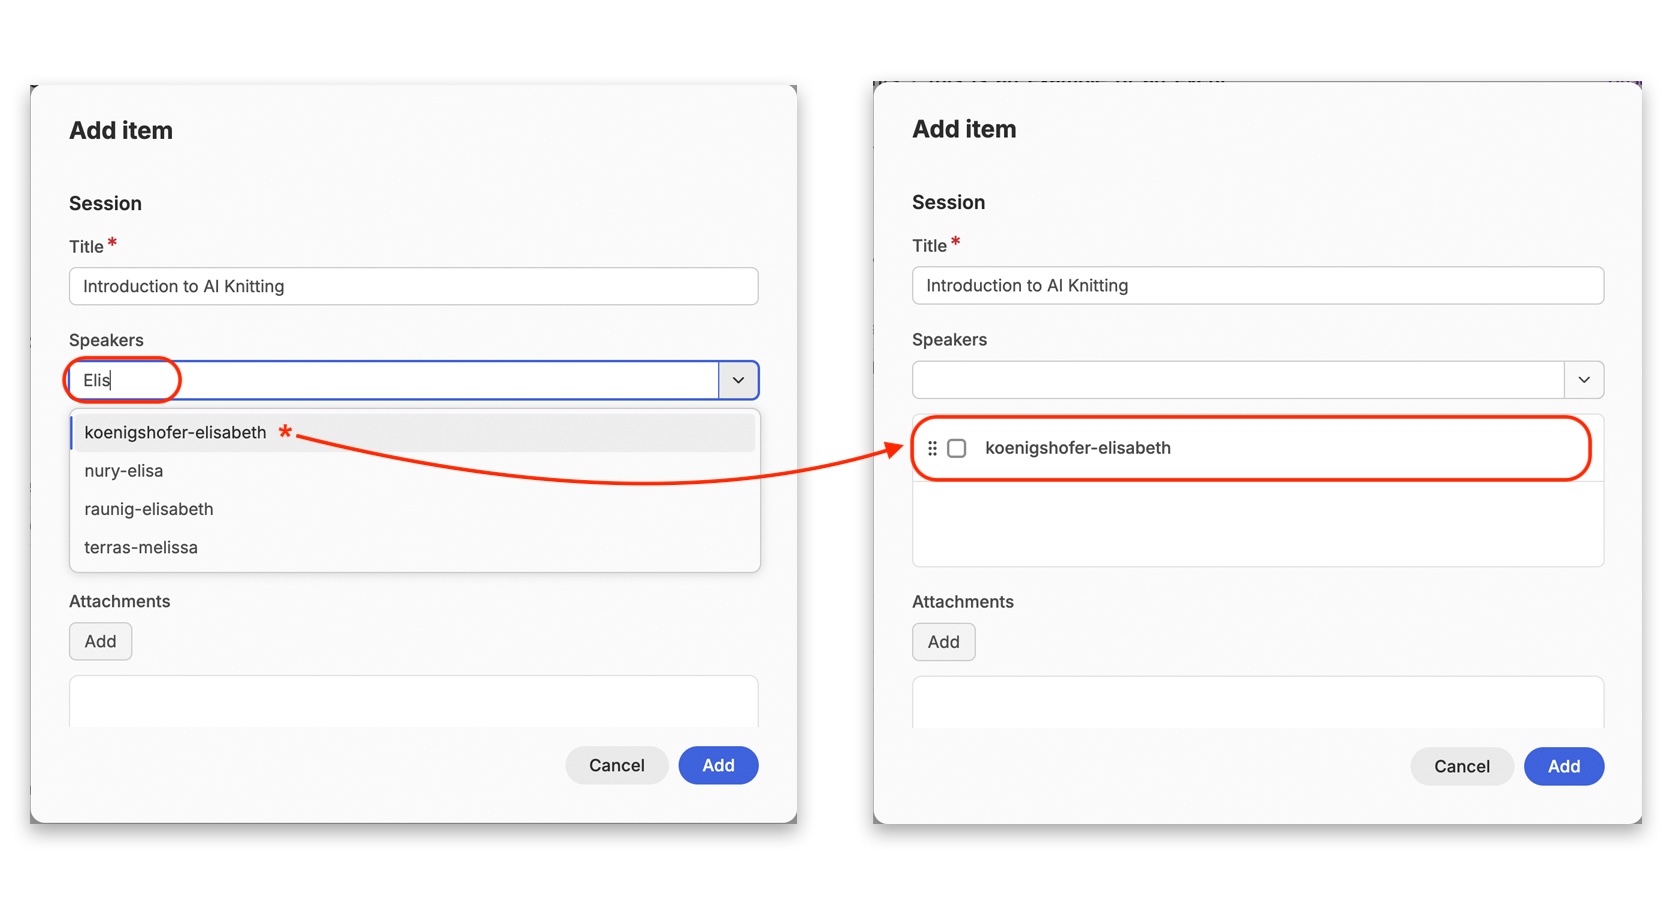 Add item
Session
Title *
Introduction to AI Knitting
Speakers
Elis
koenigshofer-elisabeth *
nury-elisa
raunig-elisabeth
terras-melissa
Attachments
Add
Cancel
Add
Add item
Session
Title *
Introduction to AI Knitting
Speakers
koenigshofer-elisabeth
Attachments
Add
Cancel
Add